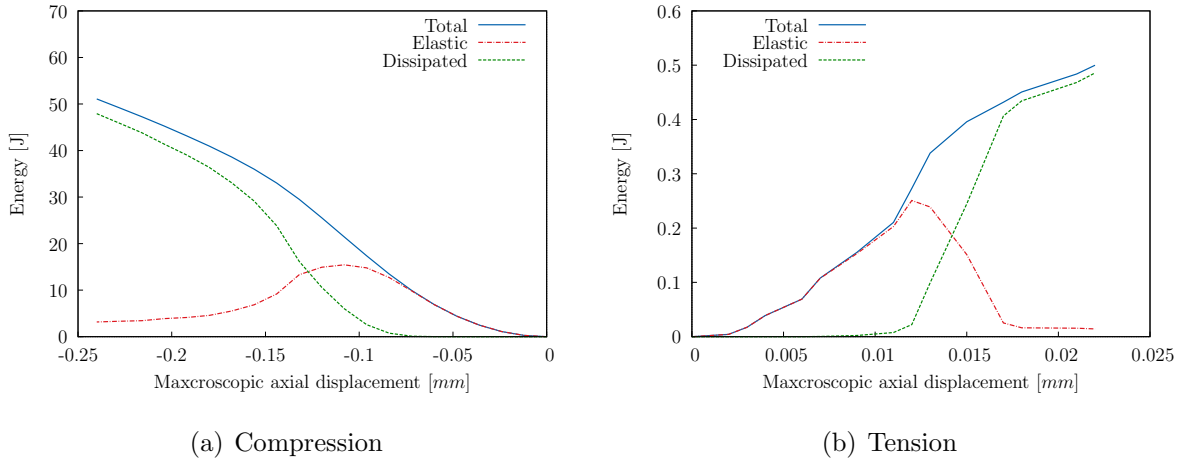 70
60
50
40
30
20
10
0
-0.25
-0.2
-0.15
-0.1
-0.05
0
Energy [J]
Maxcroscopic axial displacement [mm]
Total
Elastic
Dissipated
(a) Compression
0.6
0.5
0.4
0.3
0.2
0.1
0
0
0.005
0.01
0.015
0.02
0.025
Energy [J]
Maxcroscopic axial displacement [mm]
Total
Elastic
Dissipated
(b) Tension